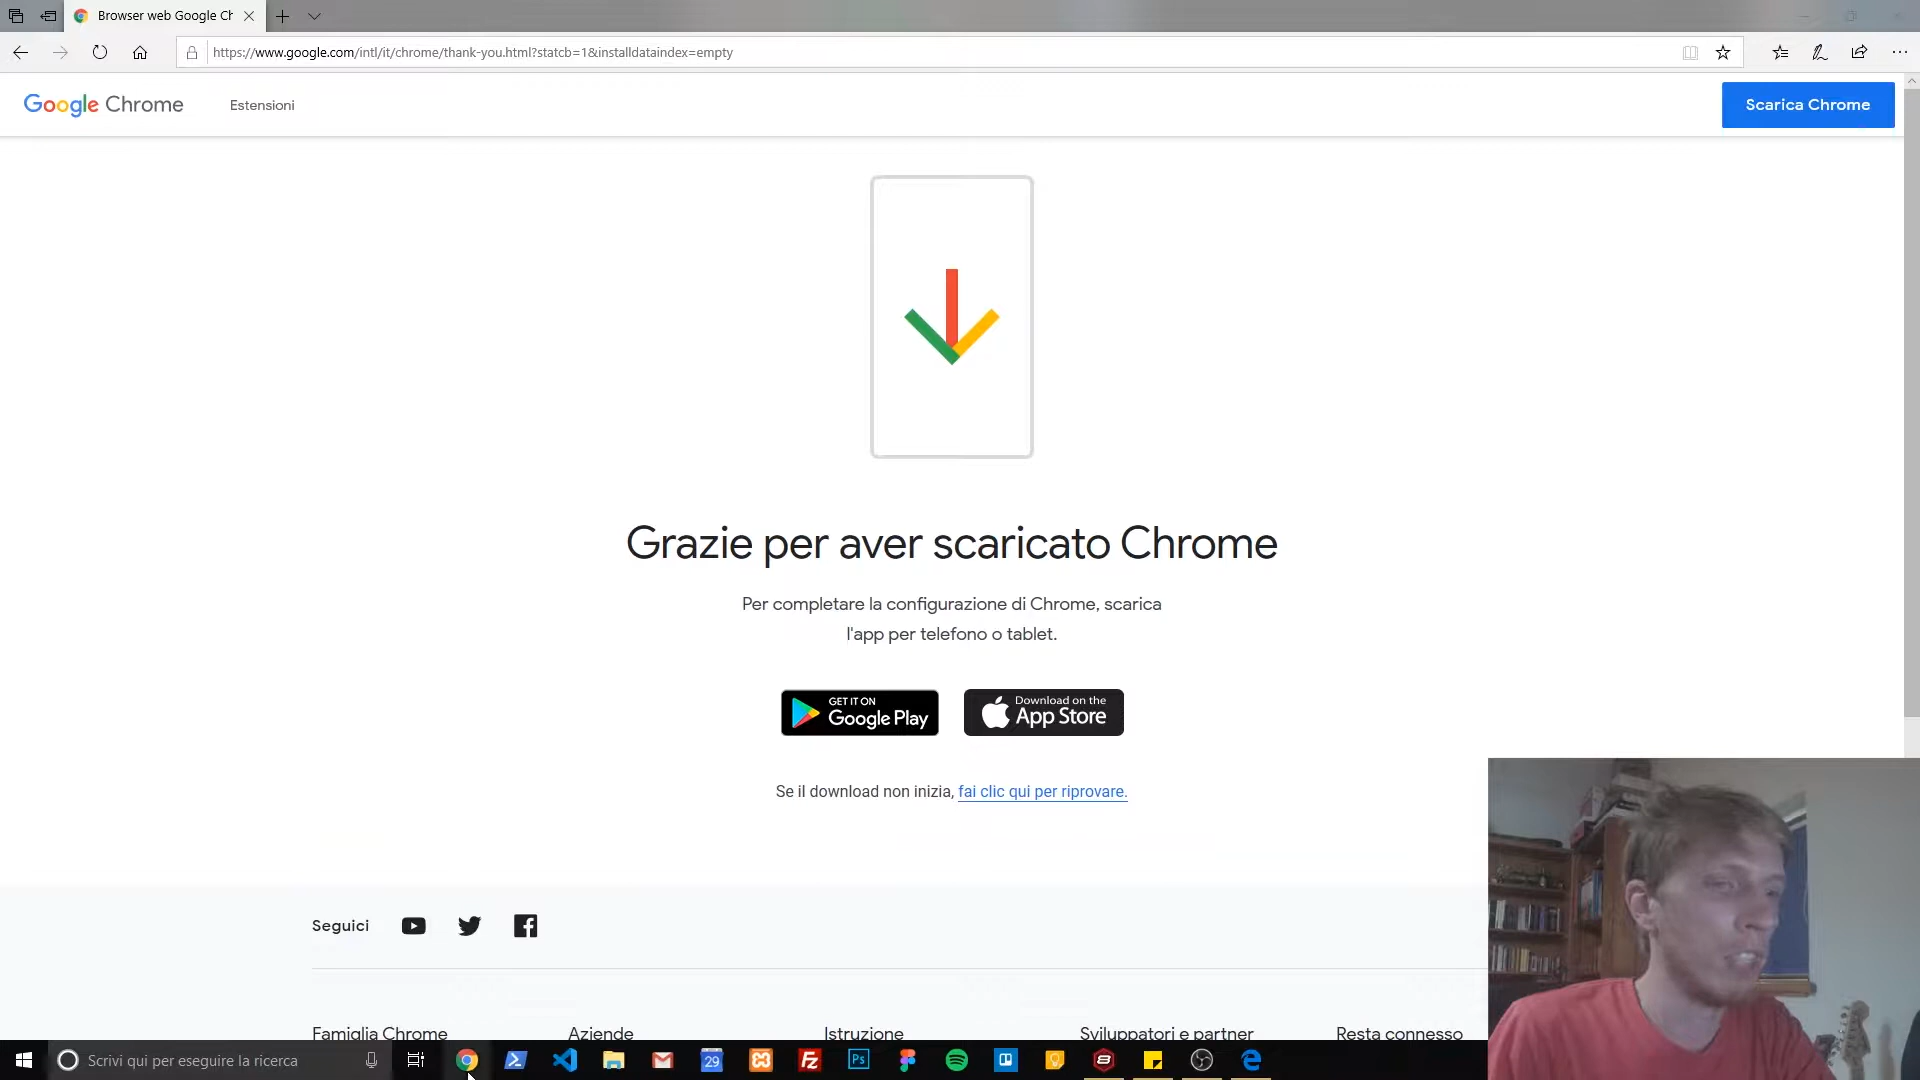 Browser web Google Ch
https://www.google.com/intl/it/chrome/thank-you.html?statcb=1&installdataindex=empty
Google Chrome
Estensioni
Scarica Chrome
Grazie per aver scaricato Chrome
Per completare la configurazione di Chrome, scarica
l'app per telefono o tablet.
GET IT ON
Google Play
Download on the
App Store
Se il download non inizia, fai clic qui per riprovare.
Seguici
Famiglia Chrome
Aziende
Istruzione
Sviluppatori e partner
Resta connesso
Scrivi qui per eseguire la ricerca
29
Ps